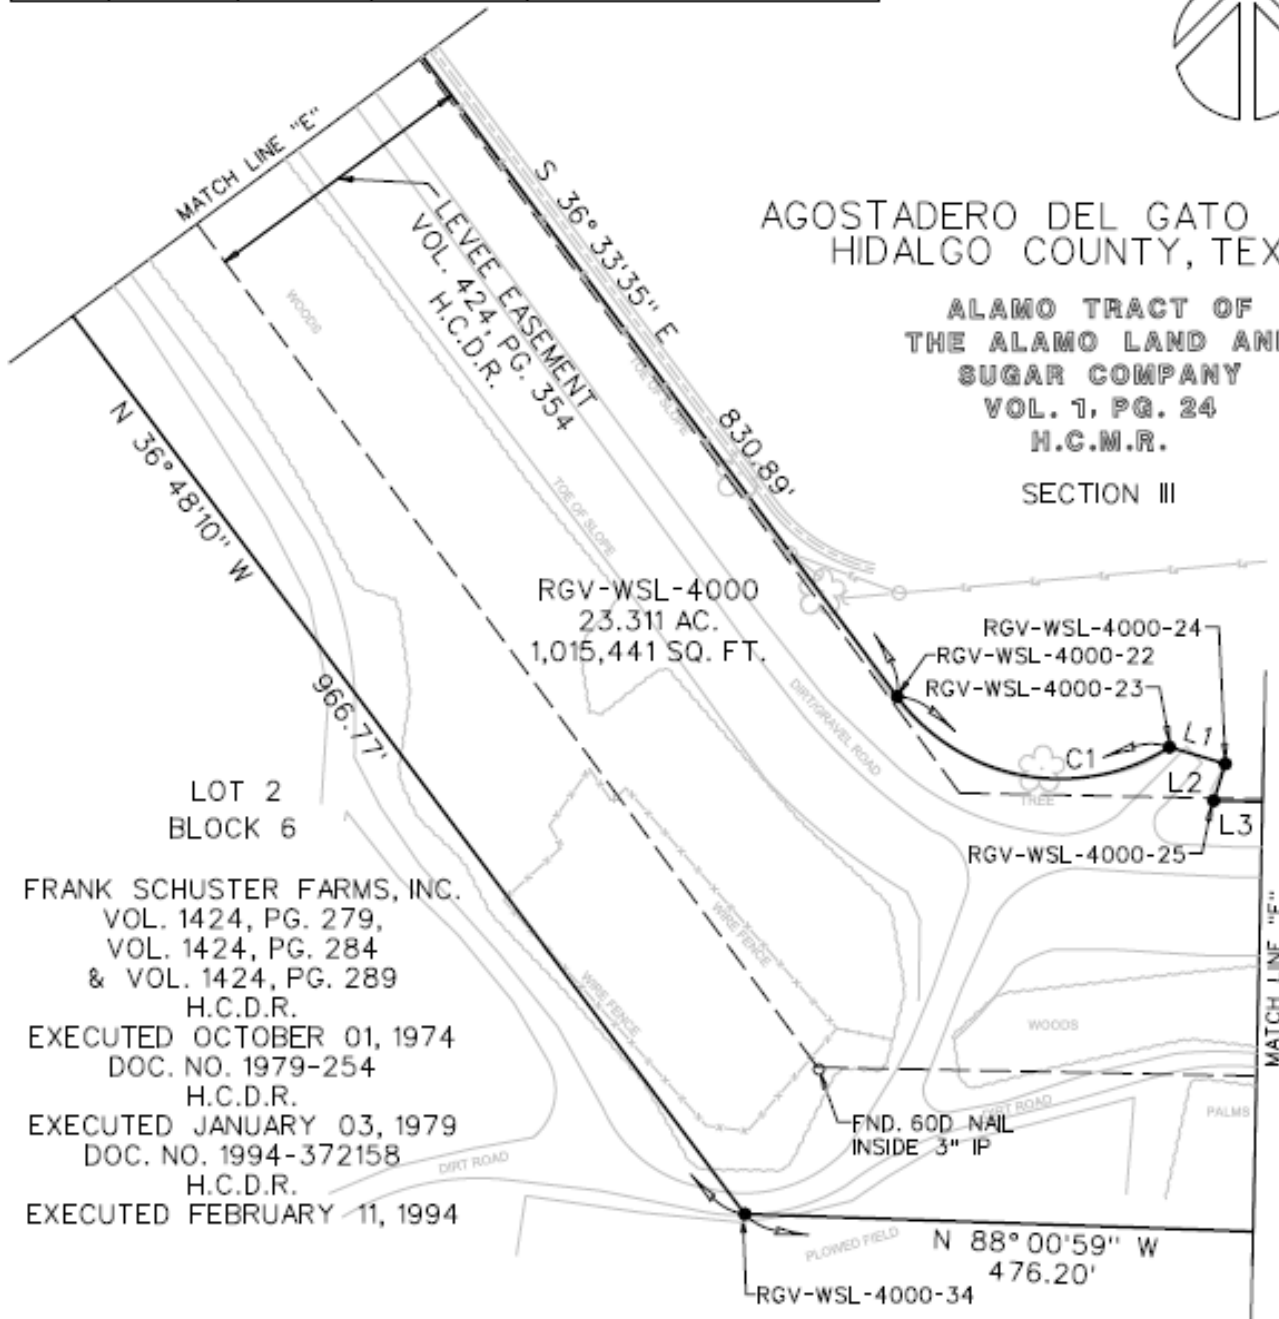 MATCH LINE "E"
LEVEE EASEMENT
VOL. 424, PG. 354
H.C.D.R.
S 36°33'35" E
830.89'
AGOSTADERO DEL GATO
HIDALGO COUNTY, TEX
ALAMO TRACT OF
THE ALAMO LAND AND
SUGAR COMPANY
VOL. 1, PG. 24
H.C.M.R.
SECTION III
WOODS
TOE OF SLOPE
TOE OF SLOPE
N 36°48'10" W
966.77'
RGV-WSL-4000
23.311 AC.
1,015,441 SQ. FT.
RGV-WSL-4000-24
RGV-WSL-4000-22
RGV-WSL-4000-23
DIRT/GRAVEL ROAD
C1
L1
L2
L3
TREE
RGV-WSL-4000-25
LOT 2
BLOCK 6
FRANK SCHUSTER FARMS, INC.
VOL. 1424, PG. 279,
VOL. 1424, PG. 284
& VOL. 1424, PG. 289
H.C.D.R.
EXECUTED OCTOBER 01, 1974
DOC. NO. 1979-254
H.C.D.R.
EXECUTED JANUARY 03, 1979
DOC. NO. 1994-372158
H.C.D.R.
EXECUTED FEBRUARY 11, 1994
WIRE FENCE
WIRE FENCE
WOODS
MATCH LINE "F"
FND. 60D NAIL
INSIDE 3" IP
DIRT ROAD
PALMS
DIRT ROAD
PLOWED FIELD
N 88°00'59" W
476.20'
RGV-WSL-4000-34